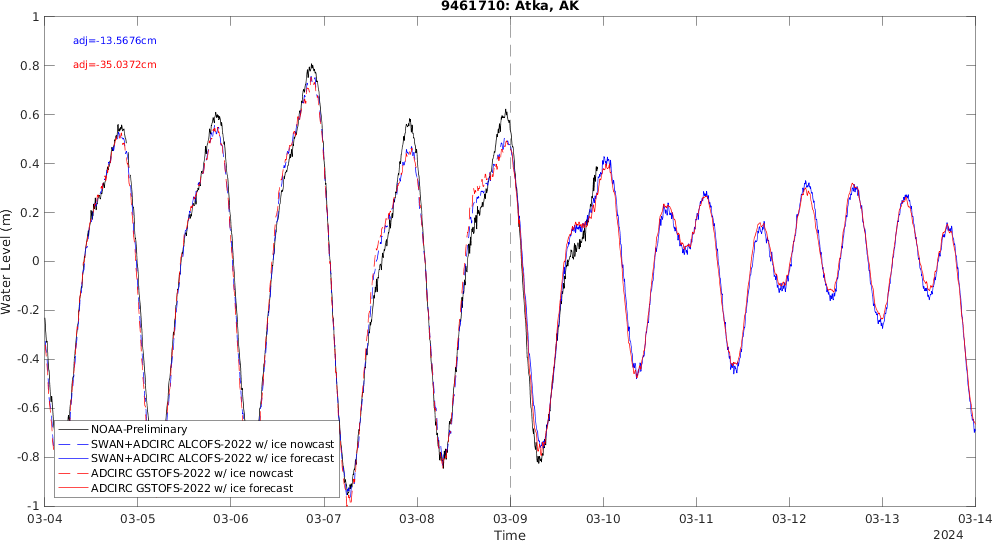 9461710: Atka, AK
adj=-13.5676cm
adj=-35.0372cm
1
0.8
0.6
0.4
0.2
0
-0.2
-0.4
-0.6
-0.8
-1
Water Level (m)
NOAA-Preliminary
SWAN+ADCIRC ALCOFS-2022 w/ ice nowcast
SWAN+ADCIRC ALCOFS-2022 w/ ice forecast
ADCIRC GSTOFS-2022 w/ ice nowcast
ADCIRC GSTOFS-2022 w/ ice forecast
03-04 03-05 03-06 03-07 03-08 03-09 03-10 03-11 03-12 03-13 03-14
Time
2024